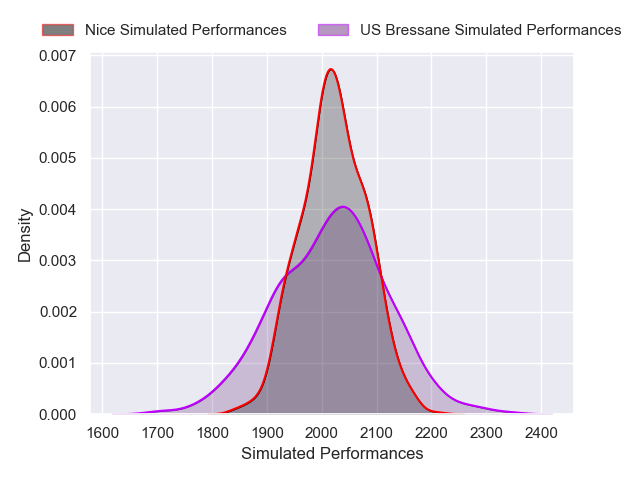 Nice Simulated Performances
US Bressane Simulated Performances
0.007
0.006
0.005
0.004
0.003
0.002
0.001
0.000
Density
1600 1700 1800 1900 2000 2100 2200 2300 2400
Simulated Performances